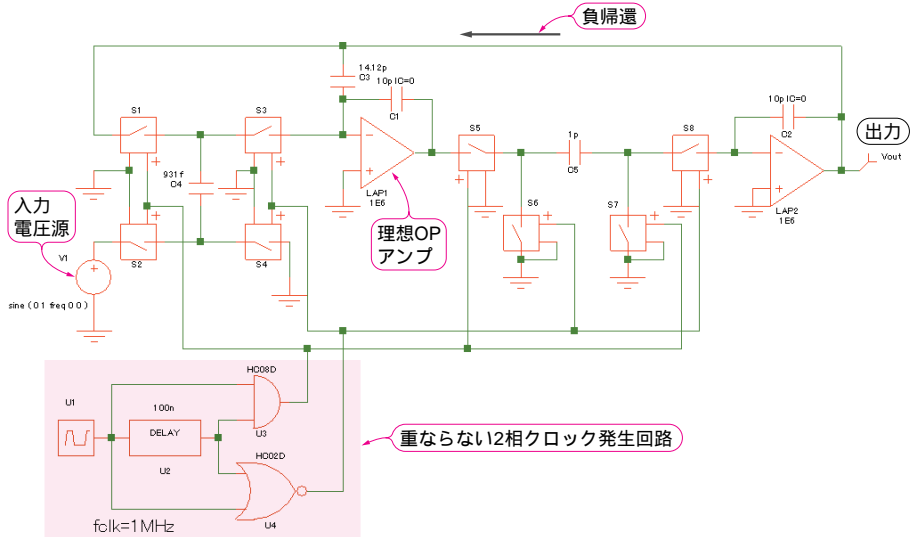 負帰還
14.12p
C3
10p IC=0
C1
10p IC=0
C2
S1
S3
S5
1p
C5
S8
出力
Vout
931f
C4
LAP1
1E6
LAP2
1E6
S6
S7
入力
電圧源
理想OP
アンプ
V1
S2
S4
sine ( 0 1 freq 0 0 )
HC08D
U1
100n
DELAY
U3
U2
HC02D
重ならない2相クロック発生回路
U4
fclk=1MHz